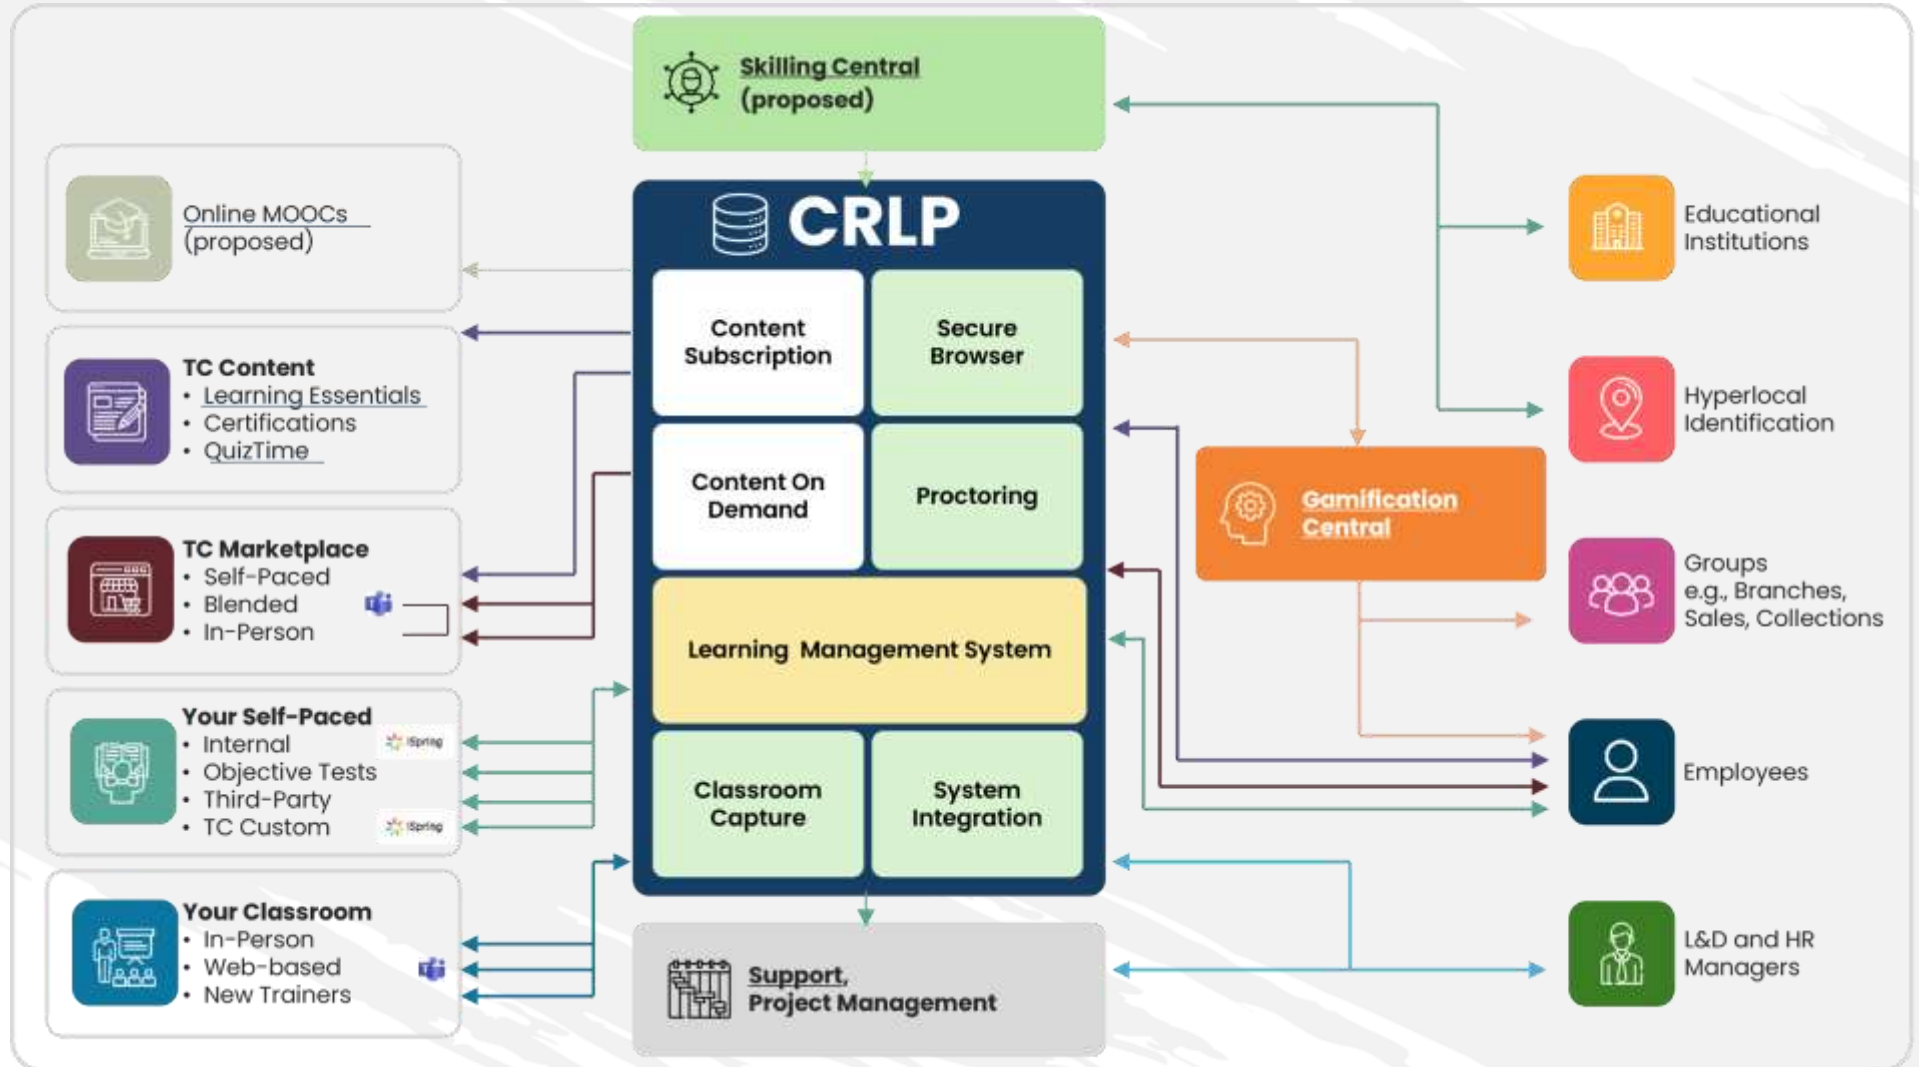 Skilling Central
(proposed)
CRLP
Content
Subscription
Secure
Browser
Content On
Demand
Proctoring
Learning Management System
Classroom
Capture
System
Integration
Support,
Project Management
Online MOOCs
(proposed)
TC Content
• Learning Essentials
• Certifications
• QuizTime
TC Marketplace
• Self-Paced
• Blended
• In-Person
Your Self-Paced
• Internal
iSpring
• Objective Tests
• Third-Party
• TC Custom
iSpring
Your Classroom
• In-Person
• Web-based
• New Trainers
Gamification
Central
Educational
Institutions
Hyperlocal
Identification
Groups
e.g., Branches,
Sales, Collections
Employees
L&D and HR
Managers